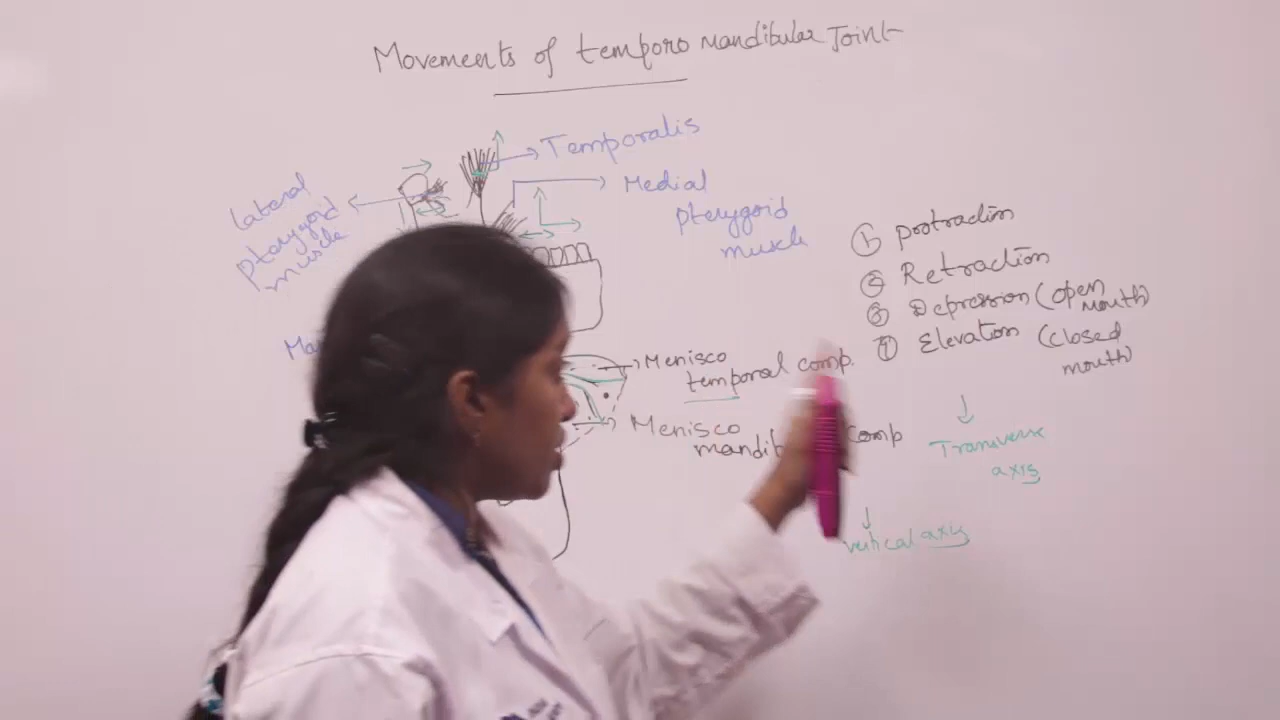 Movements of temporo mandibular Joint
Temporalis
Medial
pterygoid
muscle
lateral
pterygoid
muscle
① protraction
② Retraction
③ Depression (open
mouth)
④ Elevation (closed
mouth)
Menisco
temporal comp.
Menisco
comp
Transverse
axis
vertical axis